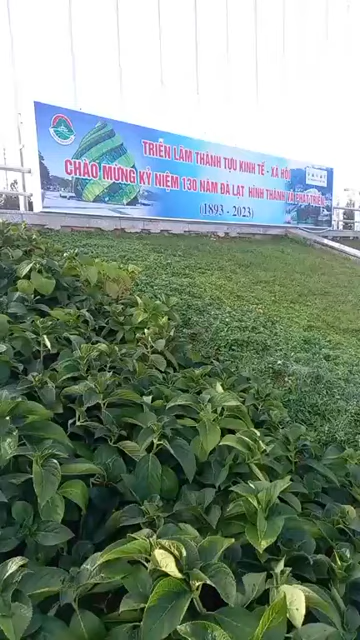 TRIỂN LÃM THÀNH TỰU KINH TẾ - XÃ HỘI
CHÀO MỪNG KỶ NIỆM 130 NĂM ĐÀ LẠT HÌNH THÀNH VÀ PHÁT TRIỂN
(1893 - 2023)